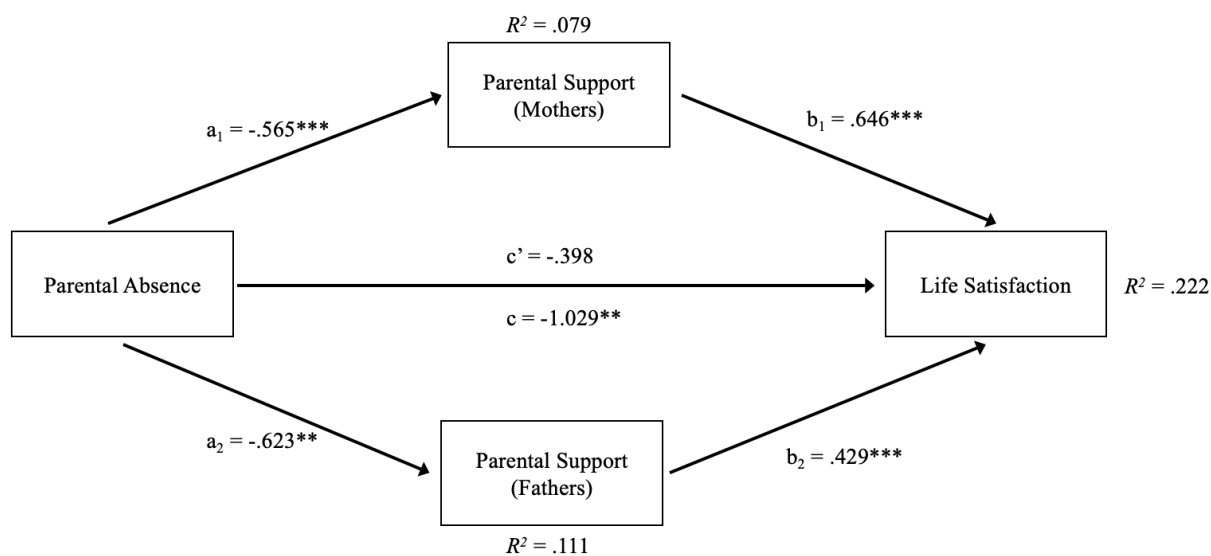 R² = .079
Parental Support
(Mothers)
a₁ = -.565***
b₁ = .646***
Parental Absence
c’ = -.398
c = -1.029**
Life Satisfaction
R² = .222
a₂ = -.623**
Parental Support
(Fathers)
b₂ = .429***
R² = .111